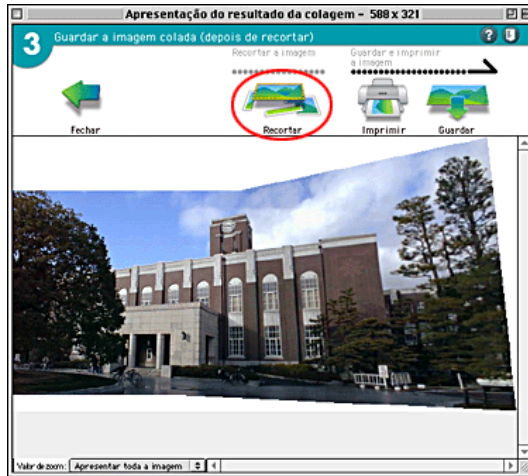 Apresentação do resultado da colagem – 588 x 321
3 Guardar a imagem colada (depois de recortar)
Recortar a imagem
Guardar e imprimir
a imagem
Fechar
Recortar
Imprimir
Guardar
Valor de zoom: Apresentar toda a imagem